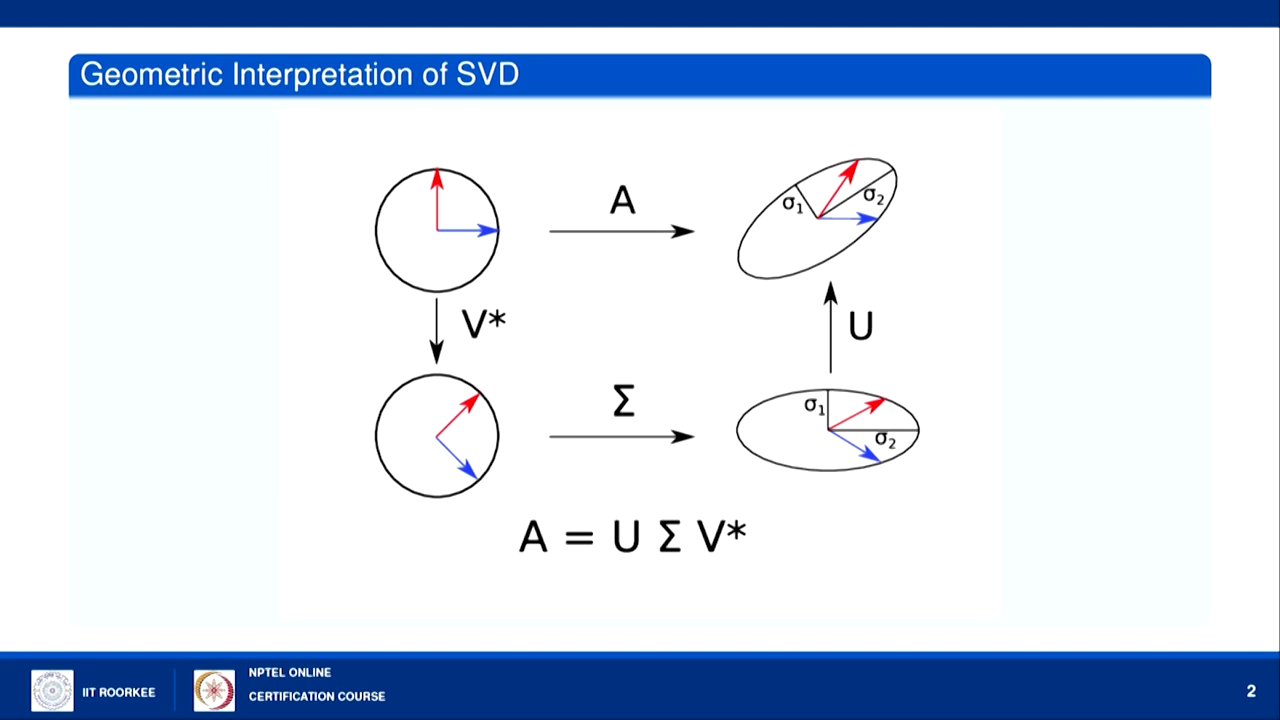 Geometric Interpretation of SVD
A
σ1
σ2
V*
U
Σ
σ1
σ2
A = U Σ V*
IIT ROORKEE
NPTEL ONLINE
CERTIFICATION COURSE
2